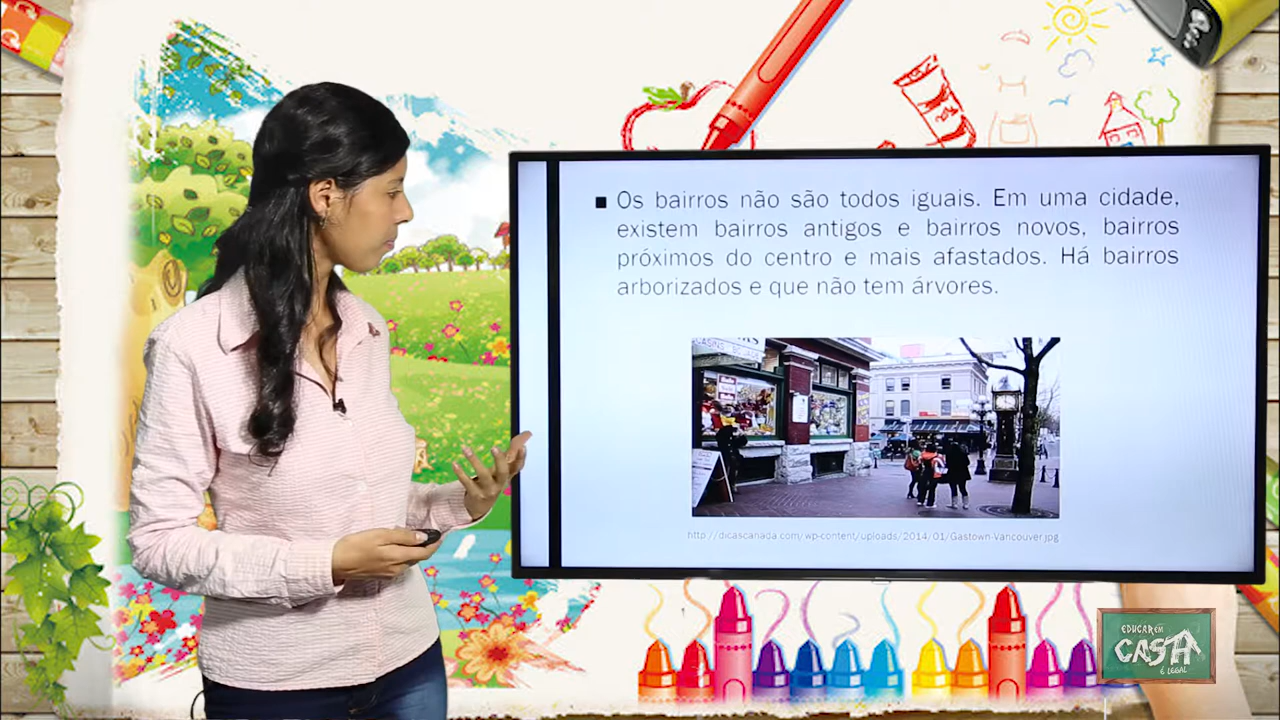 Os bairros não são todos iguais. Em uma cidade,
existem bairros antigos e bairros novos, bairros
próximos do centro e mais afastados. Há bairros
arborizados e que não tem árvores.
http://dicascanada.com/wp-content/uploads/2014/01/Gastown-Vancouver.jpg
EDUCAR EM
CASA
É LEGAL